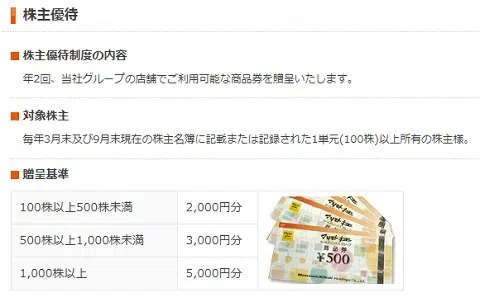 株主優待
株主優待制度の内容
年2回、当社グループの店舗でご利用可能な商品券を贈呈いたします。
対象株主
毎年3月末及び9月末現在の株主名簿に記載または記録された1単元(100株)以上所有の株主様。
贈呈基準
100株以上500株未満 2,000円分
500株以上1,000株未満 3,000円分
1,000株以上 5,000円分
商品券
¥500